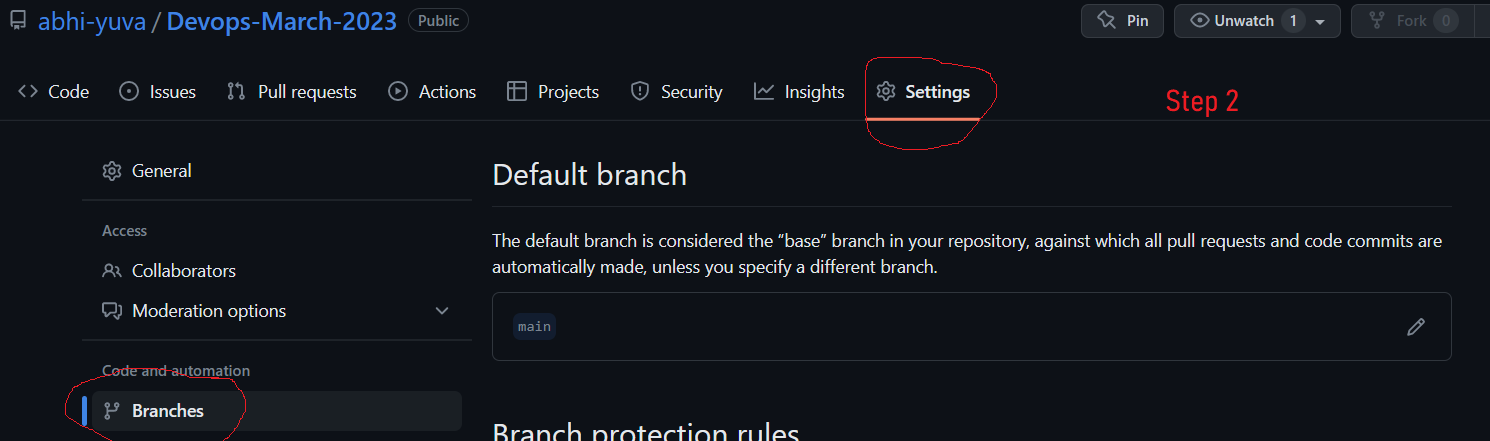 abhi-yuva / Devops-March-2023 Public Pin Unwatch 1 Fork 0
Code Issues Pull requests Actions Projects Security Insights Settings
Step 2
General
Access
Collaborators
Moderation options
Code and automation
Branches
Default branch
The default branch is considered the “base” branch in your repository, against which all pull requests and code commits are
automatically made, unless you specify a different branch.
main
Branch protection rules